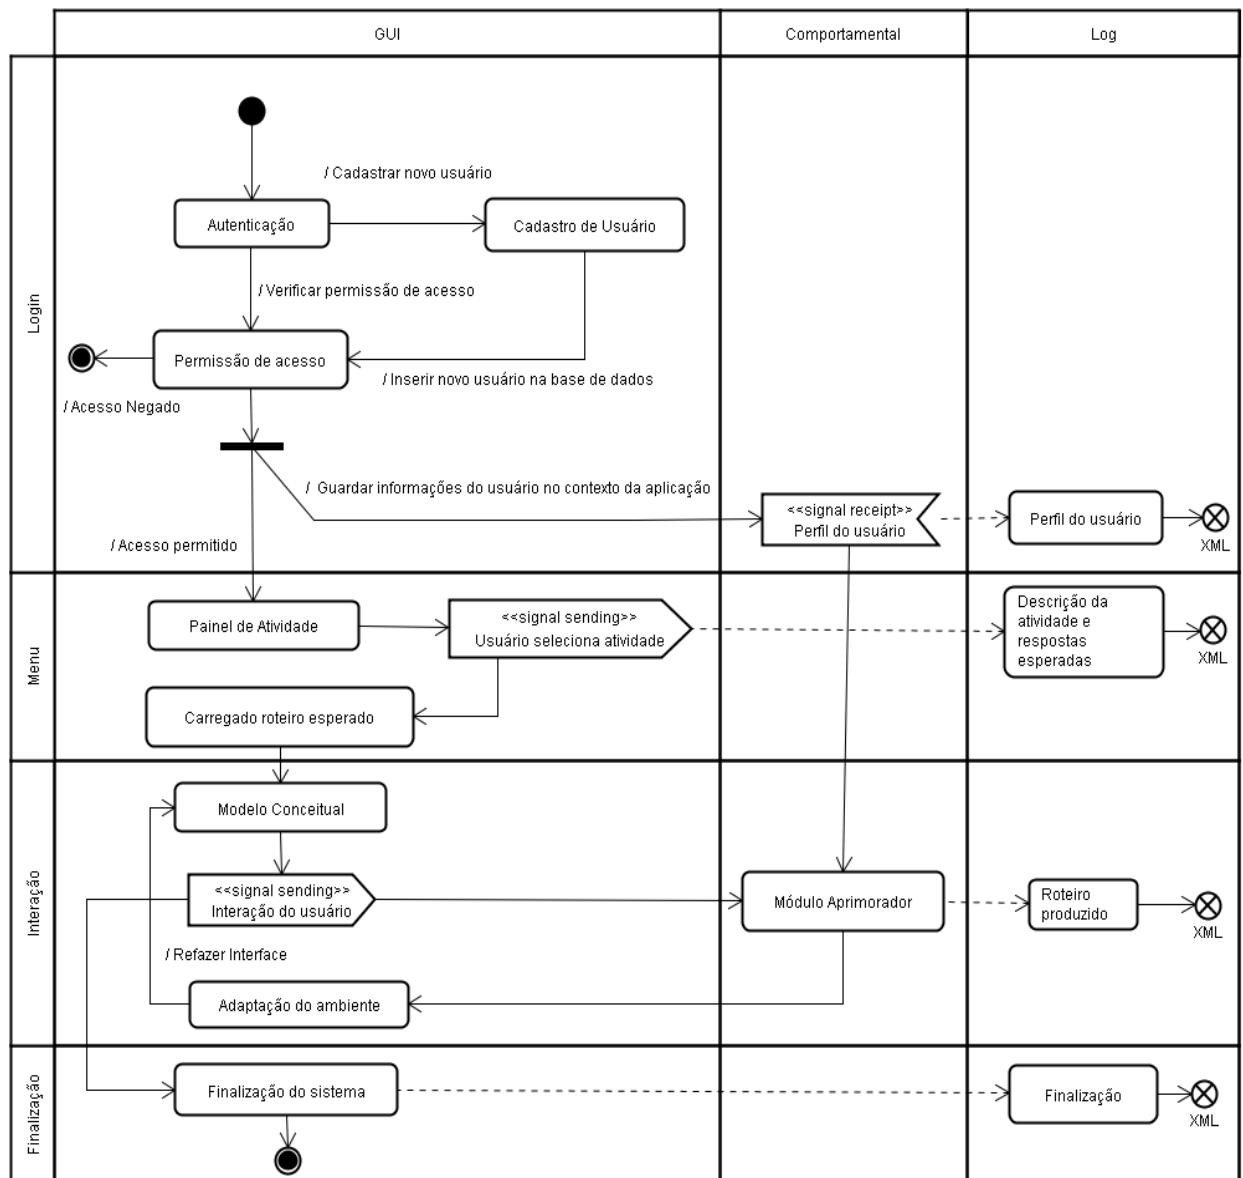 GUI
Comportamental
Log
Login
/ Cadastrar novo usuário
Autenticação
Cadastro de Usuário
/ Verificar permissão de acesso
Permissão de acesso
/ Inserir novo usuário na base de dados
/ Acesso Negado
/ Guardar informações do usuário no contexto da aplicação
<<signal receipt>>
Perfil do usuário
Perfil do usuário
XML
/ Acesso permitido
Menu
Painel de Atividade
<<signal sending>>
Usuário seleciona atividade
Descrição da
atividade e
respostas
esperadas
XML
Carregado roteiro esperado
Interação
Modelo Conceitual
<<signal sending>>
Interação do usuário
Módulo Aprimorador
Roteiro
produzido
XML
/ Refazer Interface
Adaptação do ambiente
Finalização
Finalização do sistema
Finalização
XML